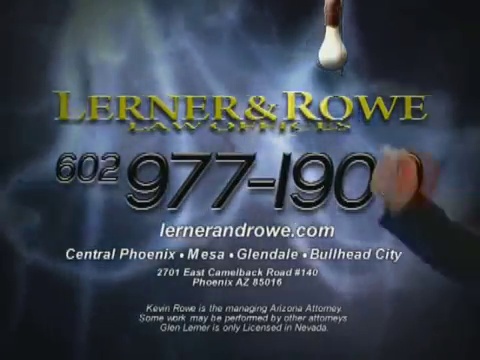 LERNER & ROWE
LAW OFFICES
602 977-190
lernerandrowe.com
Central Phoenix • Mesa • Glendale • Bullhead City
2701 East Camelback Road #140
Phoenix AZ 85016
Kevin Rowe is the managing Arizona Attorney.
Some work may be performed by other attorneys
Glen Lerner is only Licensed in Nevada.